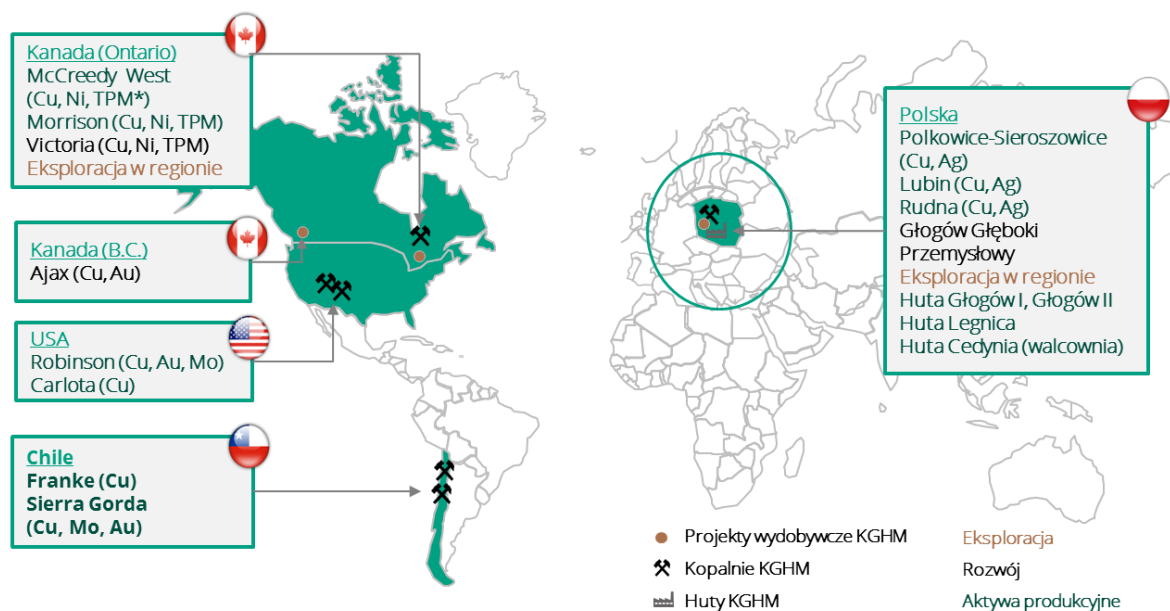 Kanada (Ontario)
McCreedy West
(Cu, Ni, TPM*)
Morrison (Cu, Ni, TPM)
Victoria (Cu, Ni, TPM)
Eksploracja w regionie
Kanada (B.C.)
Ajax (Cu, Au)
USA
Robinson (Cu, Au, Mo)
Carlota (Cu)
Chile
Franke (Cu)
Sierra Gorda
(Cu, Mo, Au)
Polska
Polkowice-Sieroszowice
(Cu, Ag)
Lubin (Cu, Ag)
Rudna (Cu, Ag)
Głogów Głęboki
Przemysłowy
Eksploracja w regionie
Huta Głogów I, Głogów II
Huta Legnica
Huta Cedynia (walcownia)
Projekty wydobywcze KGHM
Kopalnie KGHM
Huty KGHM
Eksploracja
Rozwój
Aktywa produkcyjne